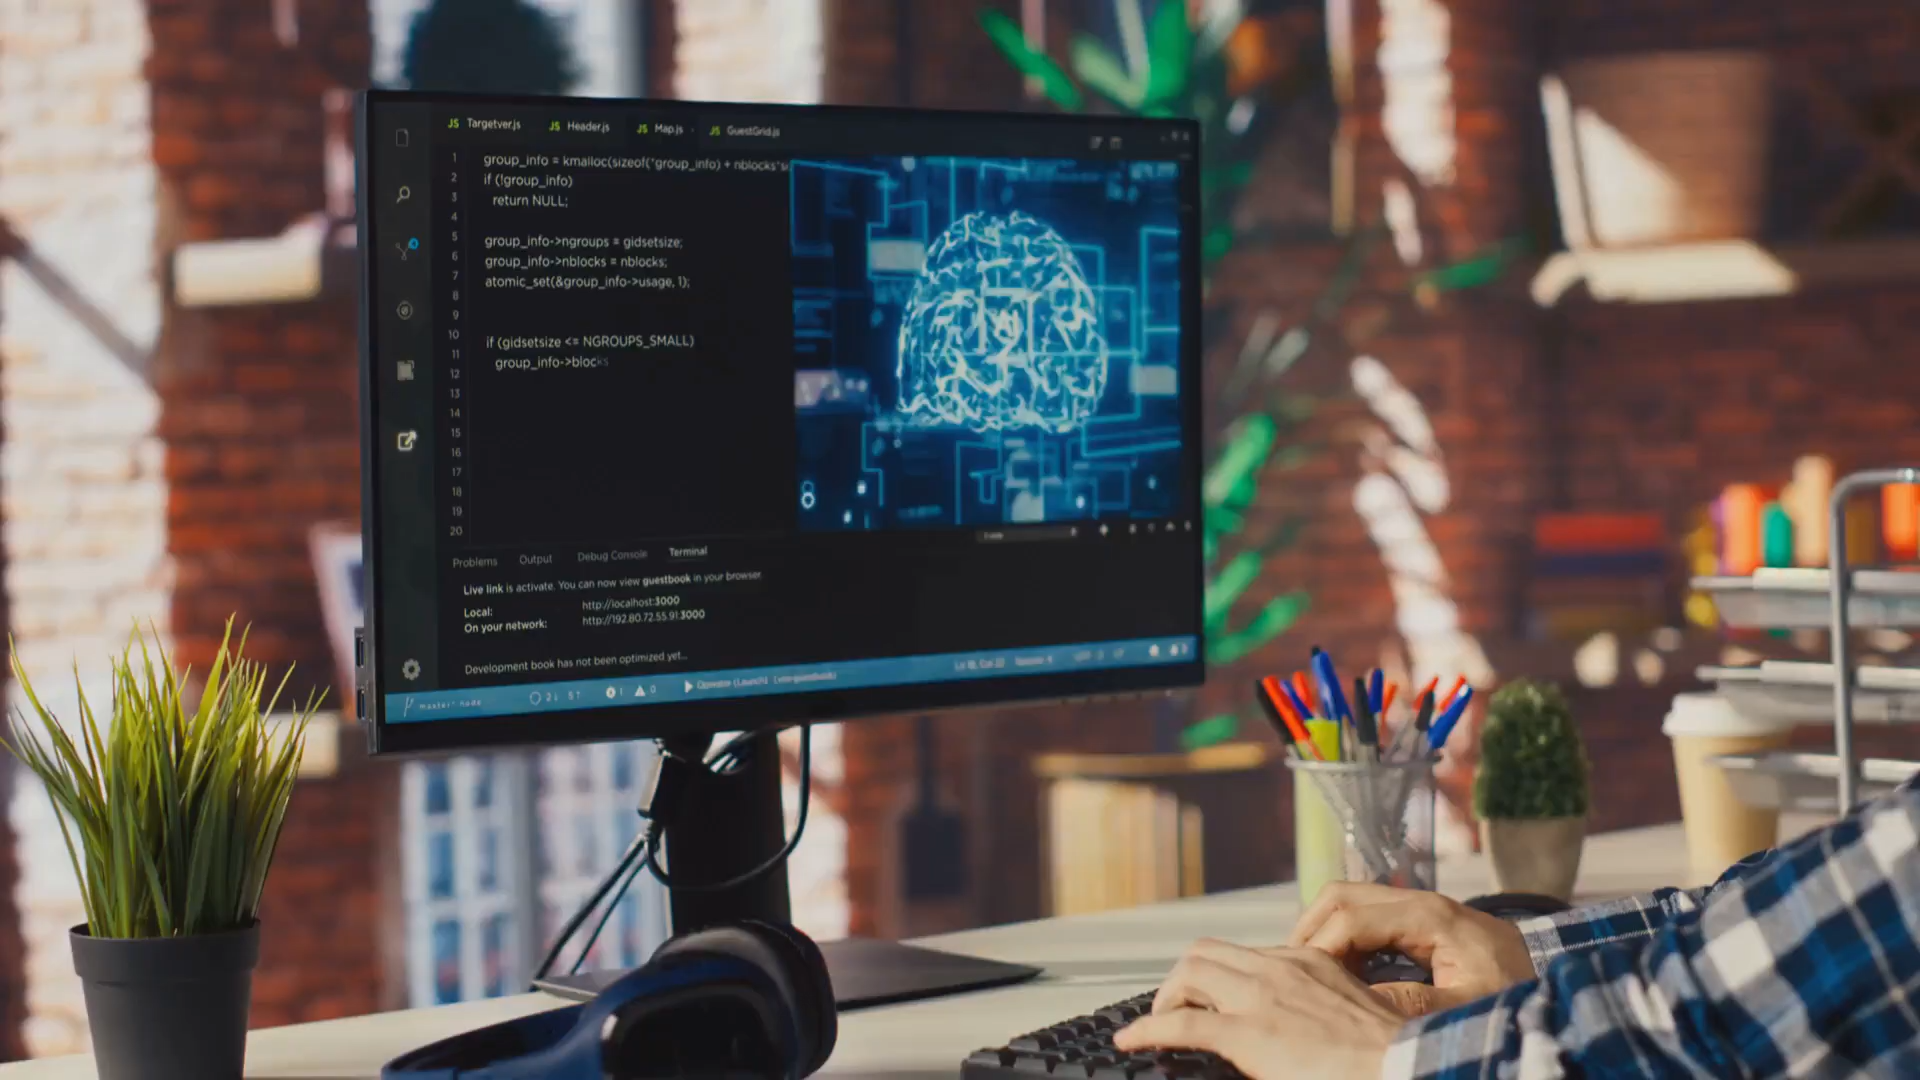 JS Targetver.js JS Header.js JS Map.js JS GuestGrid.js
1 group_info = kmalloc(sizeof(*group_info) + nblocks*s
2 if (!group_info)
3 return NULL;
4
5 group_info->ngroups = gidsetsize;
6 group_info->nblocks = nblocks;
7 atomic_set(&group_info->usage, 1);
8
9
10 if (gidsetsize <= NGROUPS_SMALL)
11 group_info->blocks
12
13
14
15
16
17
18
19
20
AI
Problems Output Debug Console Terminal
Live link is activate. You can now view guestbook in your browser.
Local: http://localhost:3000
On your network: http://192.80.72.55.91:3000
Development book has not been optimized yet...
master* node